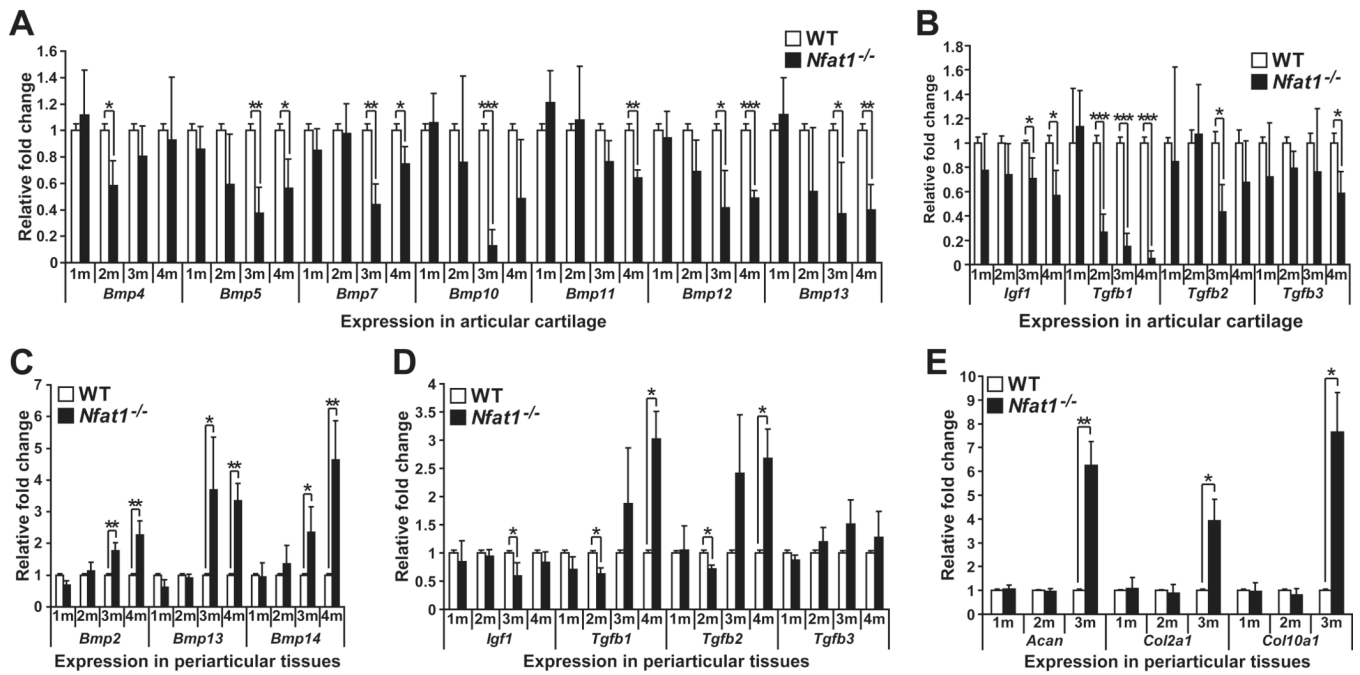 A
WT
Nfat1-/-
Relative fold change
1.6
1.4
1.2
1
0.8
0.6
0.4
0.2
0
* ** * ** * *** ** * *** * **
1m 2m 3m 4m 1m 2m 3m 4m 1m 2m 3m 4m 1m 2m 3m 4m 1m 2m 3m 4m 1m 2m 3m 4m 1m 2m 3m 4m
Bmp4 Bmp5 Bmp7 Bmp10 Bmp11 Bmp12 Bmp13
Expression in articular cartilage
B
WT
Nfat1-/-
Relative fold change
1.8
1.6
1.4
1.2
1
0.8
0.6
0.4
0.2
0
* * *** *** *** * *
1m 2m 3m 4m 1m 2m 3m 4m 1m 2m 3m 4m 1m 2m 3m 4m
Igf1 Tgfb1 Tgfb2 Tgfb3
Expression in articular cartilage
C
WT
Nfat1-/-
Relative fold change
7
6
5
4
3
2
1
0
** ** * ** * **
1m 2m 3m 4m 1m 2m 3m 4m 1m 2m 3m 4m
Bmp2 Bmp13 Bmp14
Expression in periarticular tissues
D
WT
Nfat1-/-
Relative fold change
4
3.5
3
2.5
2
1.5
1
0.5
0
* * * * *
1m 2m 3m 4m 1m 2m 3m 4m 1m 2m 3m 4m 1m 2m 3m 4m
Igf1 Tgfb1 Tgfb2 Tgfb3
Expression in periarticular tissues
E
WT
Nfat1-/-
Relative fold change
10
9
8
7
6
5
4
3
2
1
0
** * *
1m 2m 3m 1m 2m 3m 1m 2m 3m
Acan Col2a1 Col10a1
Expression in periarticular tissues